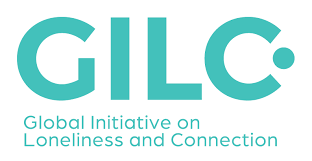 GILC
Global Initiative on
Loneliness and Connection